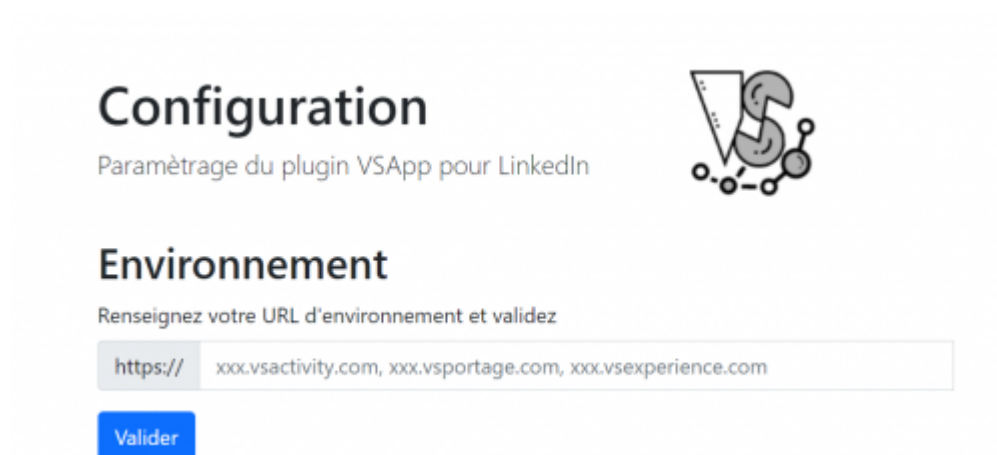 Configuration
Paramètrage du plugin VSApp pour LinkedIn
VS
Environnement
Renseignez votre URL d'environnement et validez
https:// xxx.vsactivity.com, xxx.vsportage.com, xxx.vsexperience.com
Valider